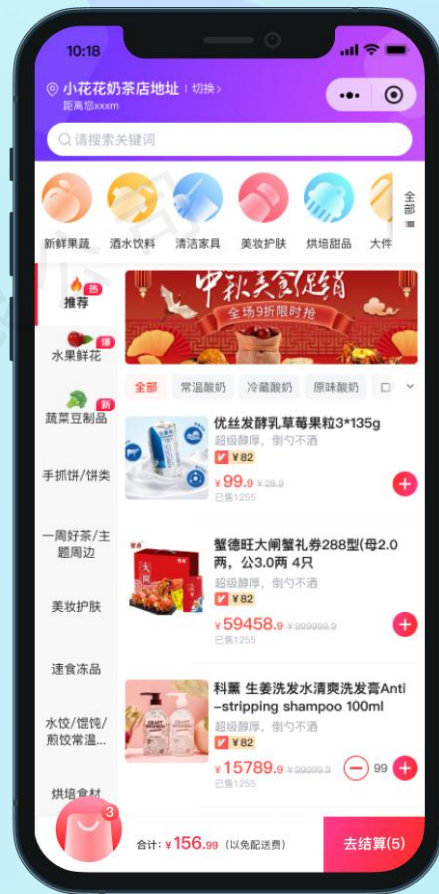 10:18
小花花奶茶店地址 | 切换>
距离您xxxm
请搜索关键词
新鲜果蔬
酒水饮料
清洁家具
美妆护肤
烘培甜品
大件
全部
热
推荐
爆
水果鲜花
新
蔬菜豆制品
手抓饼/饼类
一周好茶/主
题周边
美妆护肤
速食冻品
水饺/馄饨/
煎饺常温...
烘培食材
中秋美食促销
全场9折限时抢
全部
常温酸奶
冷藏酸奶
原味酸奶
优丝发酵乳草莓果粒3*135g
超级醇厚，倒勺不洒
¥82
¥99.9 ¥29.9
已售1255
蟹德旺大闸蟹礼券288型(母2.0
两，公3.0两 4只
超级醇厚，倒勺不洒
¥82
¥59458.9 ¥999999.9
已售1255
科薰 生姜洗发水清爽洗发膏Anti
-stripping shampoo 100ml
超级醇厚，倒勺不洒
¥82
¥15789.9 ¥99999.9
99
已售1255
3
合计: ¥156.99 (以免配送费)
去结算(5)